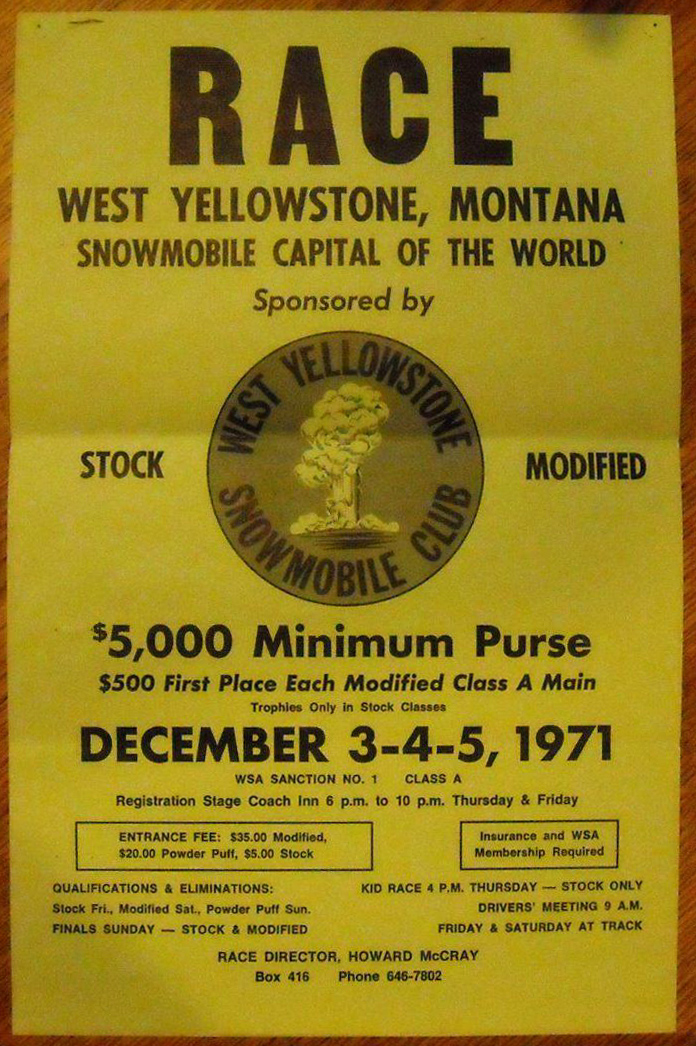 RACE
WEST YELLOWSTONE, MONTANA
SNOWMOBILE CAPITAL OF THE WORLD
Sponsored by
WEST YELLOWSTONE
SNOWMOBILE CLUB
STOCK
MODIFIED
$5,000 Minimum Purse
$500 First Place Each Modified Class A Main
Trophies Only in Stock Classes
DECEMBER 3-4-5, 1971
WSA SANCTION NO. 1 CLASS A
Registration Stage Coach Inn 6 p.m. to 10 p.m. Thursday & Friday
ENTRANCE FEE: $35.00 Modified,
$20.00 Powder Puff, $5.00 Stock
Insurance and WSA
Membership Required
QUALIFICATIONS & ELIMINATIONS:
Stock Fri., Modified Sat., Powder Puff Sun.
FINALS SUNDAY — STOCK & MODIFIED
KID RACE 4 P.M. THURSDAY — STOCK ONLY
DRIVERS' MEETING 9 A.M.
FRIDAY & SATURDAY AT TRACK
RACE DIRECTOR, HOWARD McCRAY
Box 416 Phone 646-7802